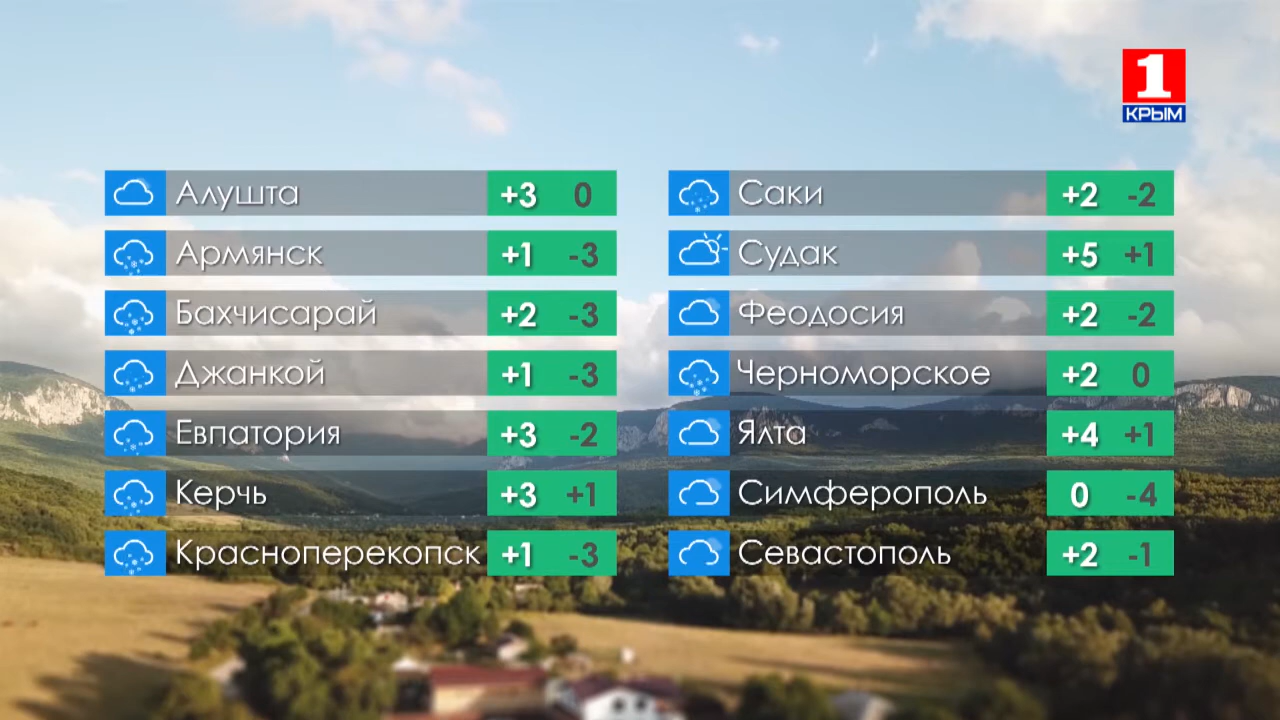 1
КРЫМ
Алушта +3 0
Армянск +1 -3
Бахчисарай +2 -3
Джанкой +1 -3
Евпатория +3 -2
Керчь +3 +1
Красноперекопск +1 -3
Саки +2 -2
Судак +5 +1
Феодосия +2 -2
Черноморское +2 0
Ялта +4 +1
Симферополь 0 -4
Севастополь +2 -1